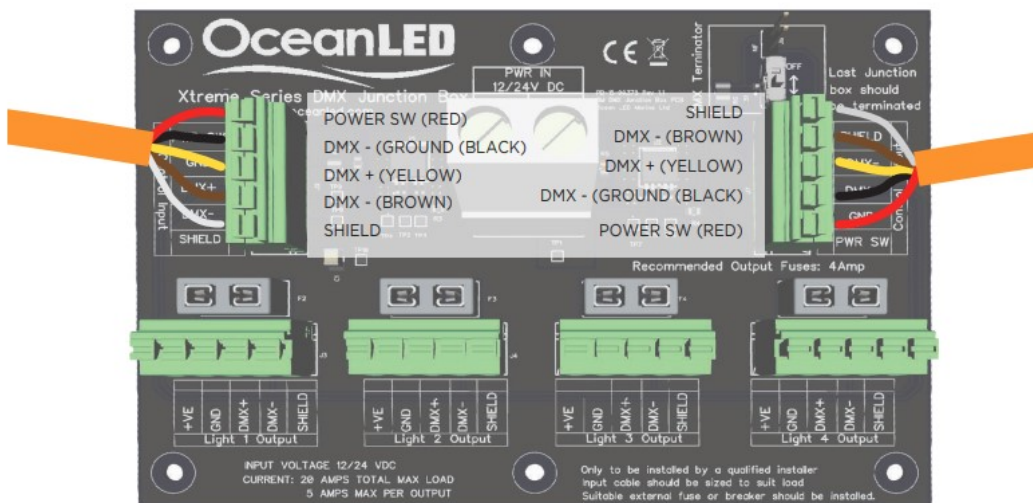 OCEANLED
CE
PWR IN
12/24V DC
OFF
Last Junction
box should
be terminated
Xtreme Series DMX Junction Box
POWER SW (RED)
DMX - (GROUND (BLACK)
DMX + (YELLOW)
DMX - (BROWN)
SHIELD
SHIELD
DMX - (BROWN)
DMX + (YELLOW)
DMX - (GROUND (BLACK)
POWER SW (RED)
DMX+
DMX-
SHIELD
SHIELD
DMX-
GND
PWR SW
Recommended Output Fuses: 4Amp
F2
F3
F4
J3
J4
+VE
GND
DMX+
DMX-
SHIELD
Light 1 Output
+VE
GND
DMX+
DMX-
SHIELD
Light 2 Output
+VE
GND
DMX+
DMX-
SHIELD
Light 3 Output
+VE
GND
DMX+
DMX-
SHIELD
Light 4 Output
INPUT VOLTAGE 12/24 VDC
CURRENT: 20 AMPS TOTAL MAX LOAD
5 AMPS MAX PER OUTPUT
Only to be installed by a qualified installer
Input cable should be sized to suit load
Suitable external fuse or breaker should be installed.